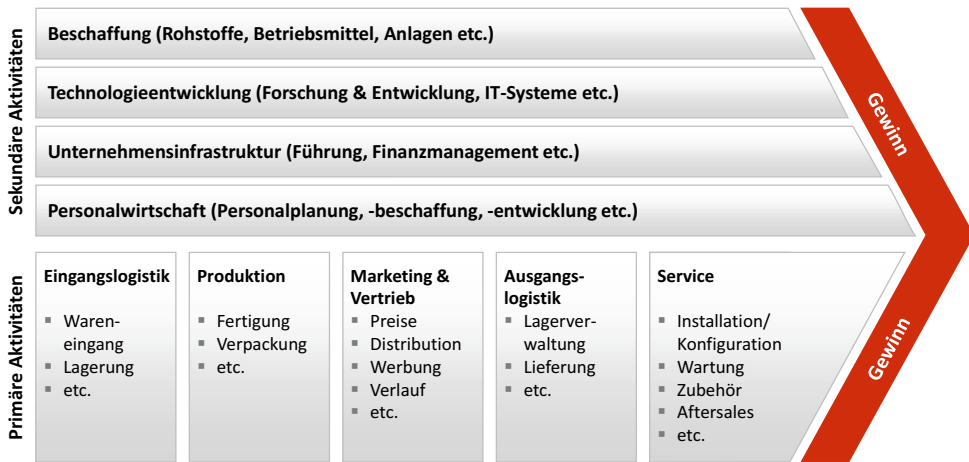 Sekundäre Aktivitäten
Beschaffung (Rohstoffe, Betriebsmittel, Anlagen etc.)
Technologieentwicklung (Forschung & Entwicklung, IT-Systeme etc.)
Unternehmensinfrastruktur (Führung, Finanzmanagement etc.)
Personalwirtschaft (Personalplanung, -beschaffung, -entwicklung etc.)
Gewinn
Primäre Aktivitäten
Eingangslogistik
Waren-
eingang
Lagerung
etc.
Produktion
Fertigung
Verpackung
etc.
Marketing &
Vertrieb
Preise
Distribution
Werbung
Verlauf
etc.
Ausgangs-
logistik
Lagerver-
waltung
Lieferung
etc.
Service
Installation/
Konfiguration
Wartung
Zubehör
Aftersales
etc.
Gewinn